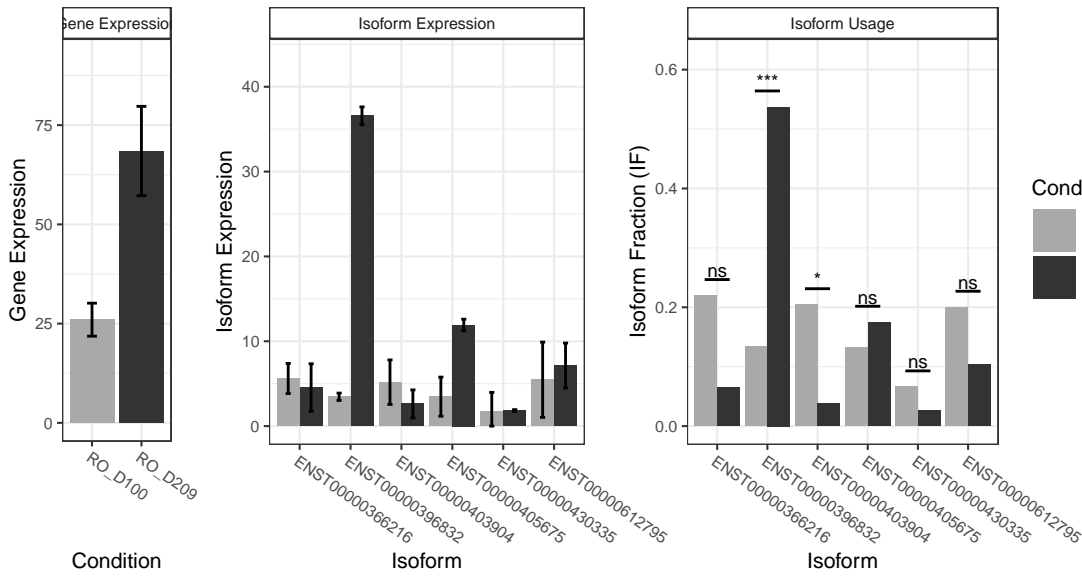 Gene Expression
Isoform Expression
Isoform Usage
Gene Expression
75
50
25
0
RO_D100
RO_D209
Condition
Isoform Expression
40
30
20
10
0
ENST00000366216
ENST00000396832
ENST00000403904
ENST00000405675
ENST00000430335
ENST00000612795
Isoform
Isoform Fraction (IF)
0.6
0.4
0.2
0.0
ns
***
*
ns
ns
ns
ENST00000366216
ENST00000396832
ENST00000403904
ENST00000405675
ENST00000430335
ENST00000612795
Isoform
Cond